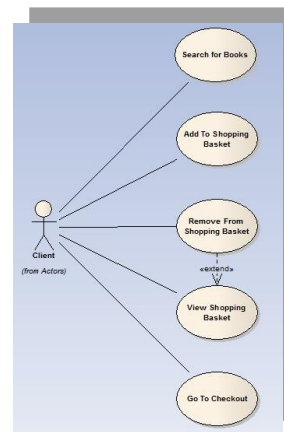 Search for Books
Add To Shopping
Basket
Remove From
Shopping Basket
Client
(from Actors)
«extend»
View Shopping
Basket
Go To Checkout